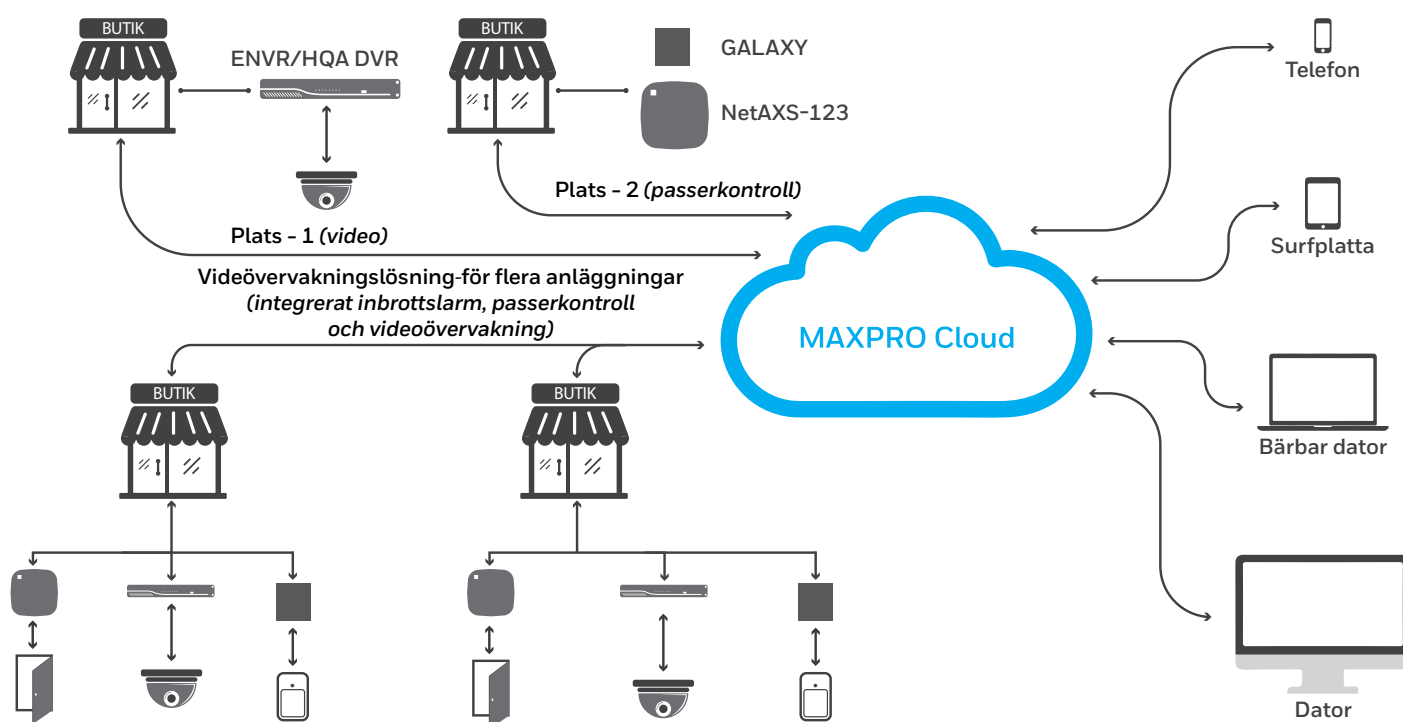 BUTIK
ENVR/HQA DVR
BUTIK
GALAXY
NetAXS-123
Telefon
Plats - 2 (passerkontroll)
Plats - 1 (video)
Surfplatta
Videövervakningslösning-för flera anläggningar
(integrerat inbrottslarm, passerkontroll
och videoövervakning)
MAXPRO Cloud
BUTIK
BUTIK
Bärbar dator
Dator